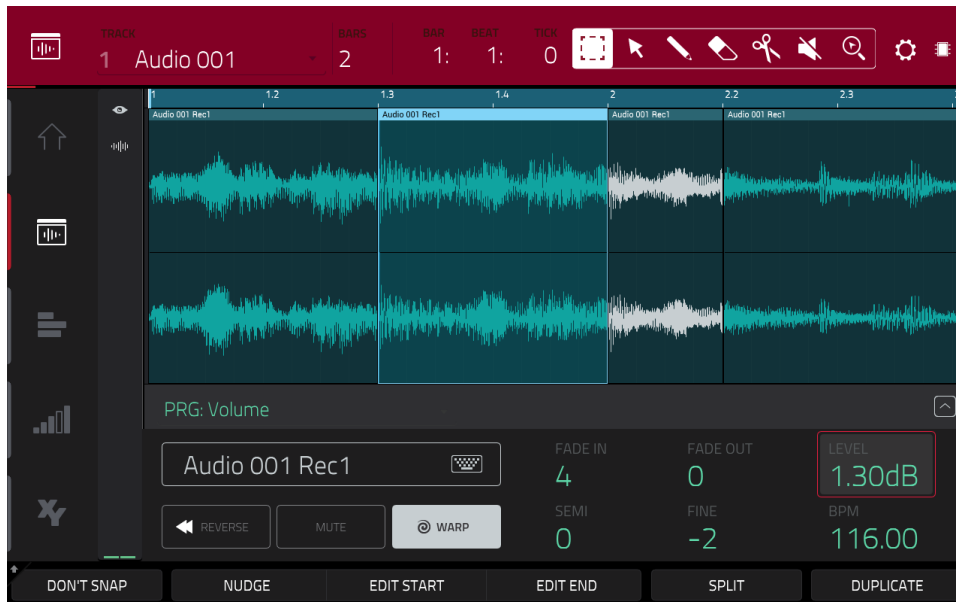 TRACK BARS BAR BEAT TICK
1 Audio 001 2 1: 1: 0
1 1.2 1.3 1.4 2 2.2 2.3
Audio 001 Rec1 Audio 001 Rec1 Audio 001 Rec1 Audio 001 Rec1
PRG: Volume
FADE IN FADE OUT LEVEL
Audio 001 Rec1 4 0 1.30dB
SEMI FINE BPM
REVERSE MUTE WARP 0 -2 116.00
XY
DON'T SNAP NUDGE EDIT START EDIT END SPLIT DUPLICATE